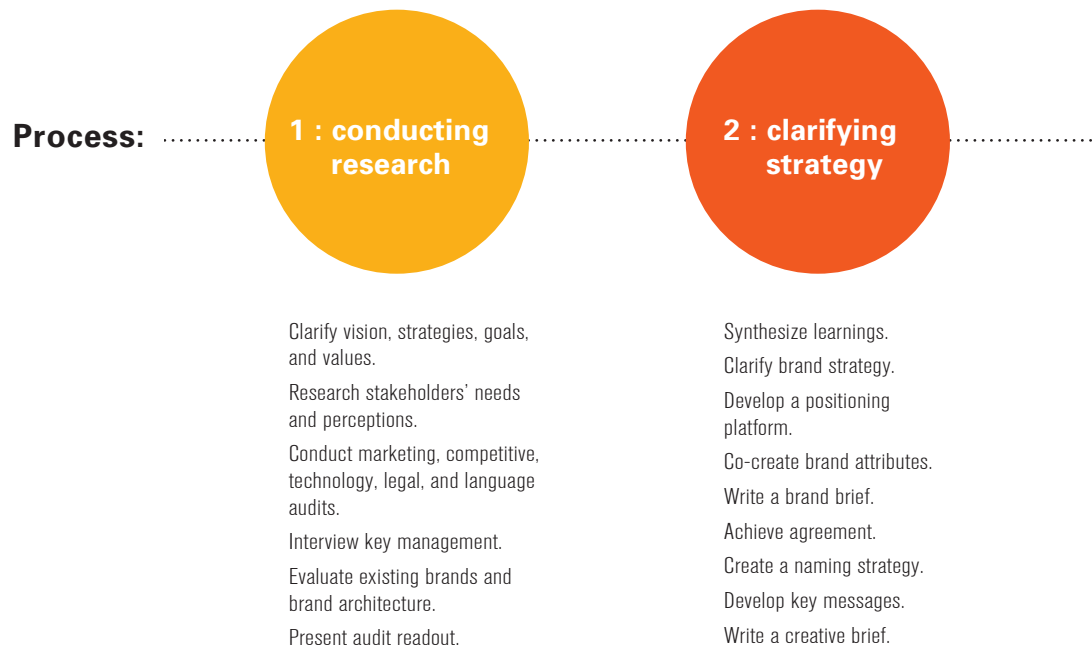 Process:
1 : conducting
research
2 : clarifying
strategy
Clarify vision, strategies, goals,
and values.
Research stakeholders’ needs
and perceptions.
Conduct marketing, competitive,
technology, legal, and language
audits.
Interview key management.
Evaluate existing brands and
brand architecture.
Present audit readout.
Synthesize learnings.
Clarify brand strategy.
Develop a positioning
platform.
Co-create brand attributes.
Write a brand brief.
Achieve agreement.
Create a naming strategy.
Develop key messages.
Write a creative brief.